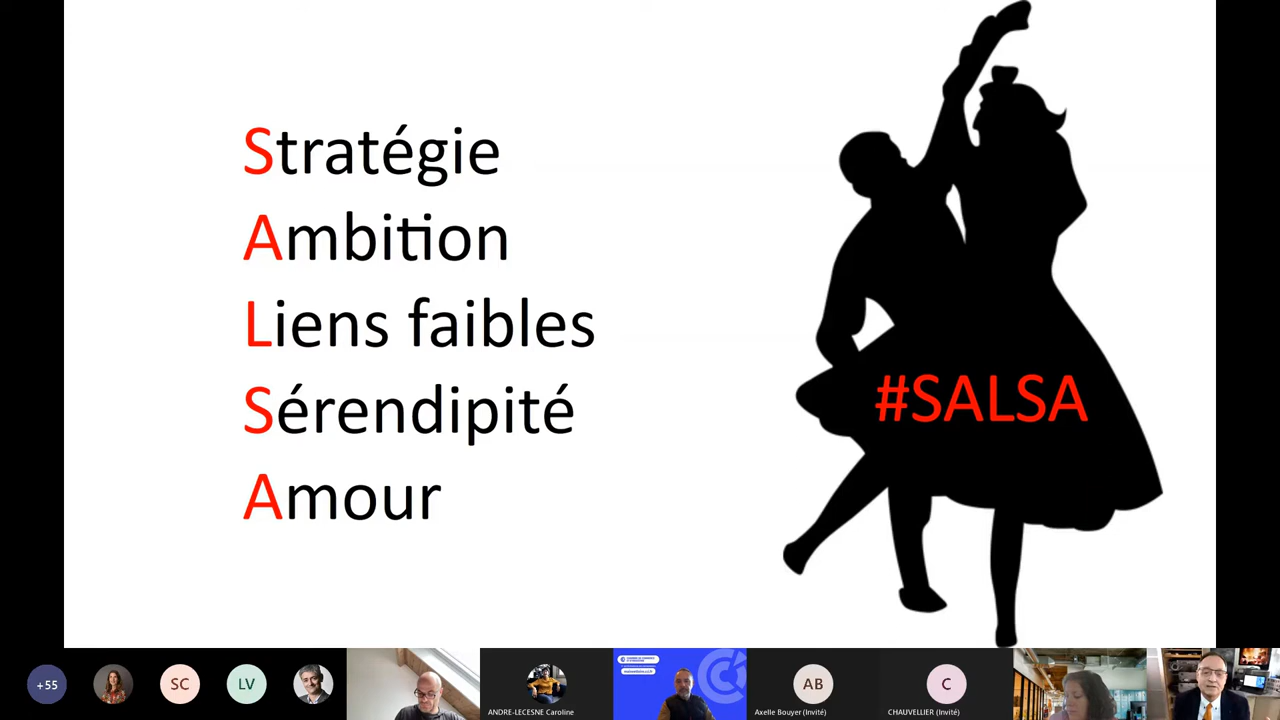 Stratégie
Ambition
Liens faibles
Sérendipité
Amour
#SALSA
+55
SC
LV
ANDRE-LECESNE Caroline
AB
Axelle Bouyer (Invité)
C
CHAUVELLIER (Invité)